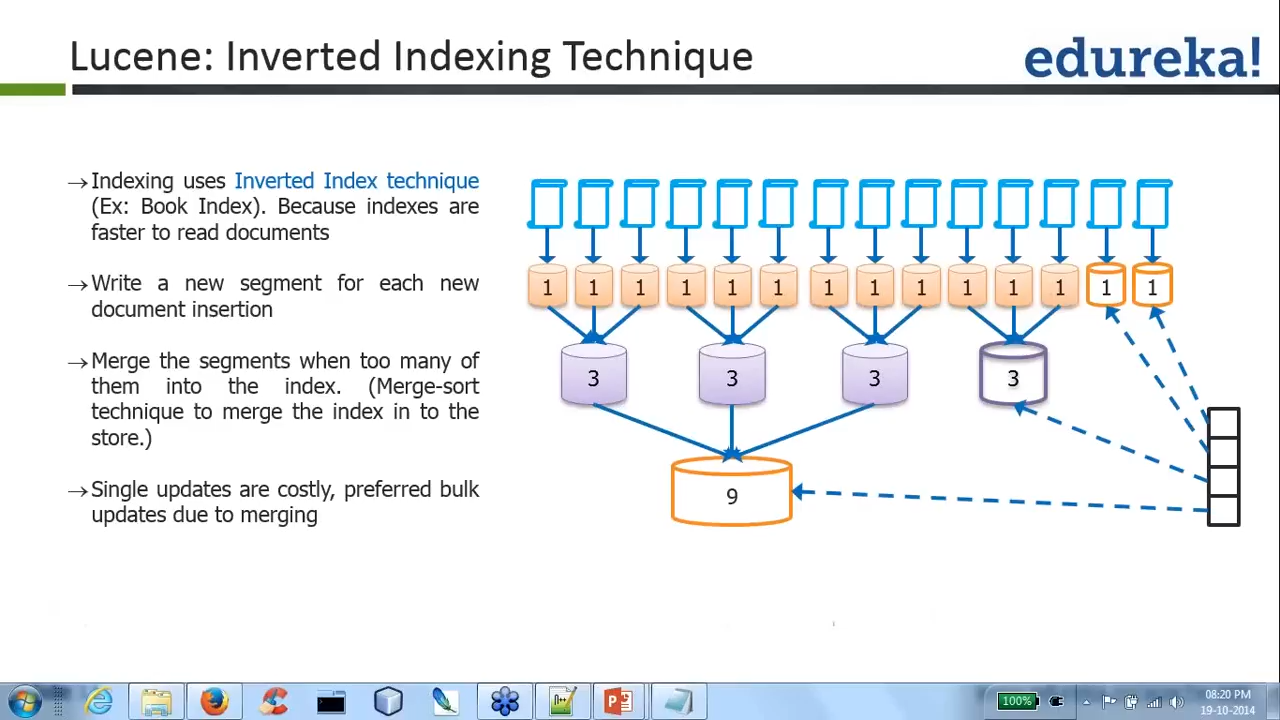 Lucene: Inverted Indexing Technique
edureka!
→Indexing uses Inverted Index technique
(Ex: Book Index). Because indexes are
faster to read documents
→Write a new segment for each new
document insertion
→Merge the segments when too many of
them into the index. (Merge-sort
technique to merge the index in to the
store.)
→Single updates are costly, preferred bulk
updates due to merging
1 1 1 1 1 1 1 1 1 1 1 1 1 1
3 3 3 3
9
100%
08:20 PM
19-10-2014